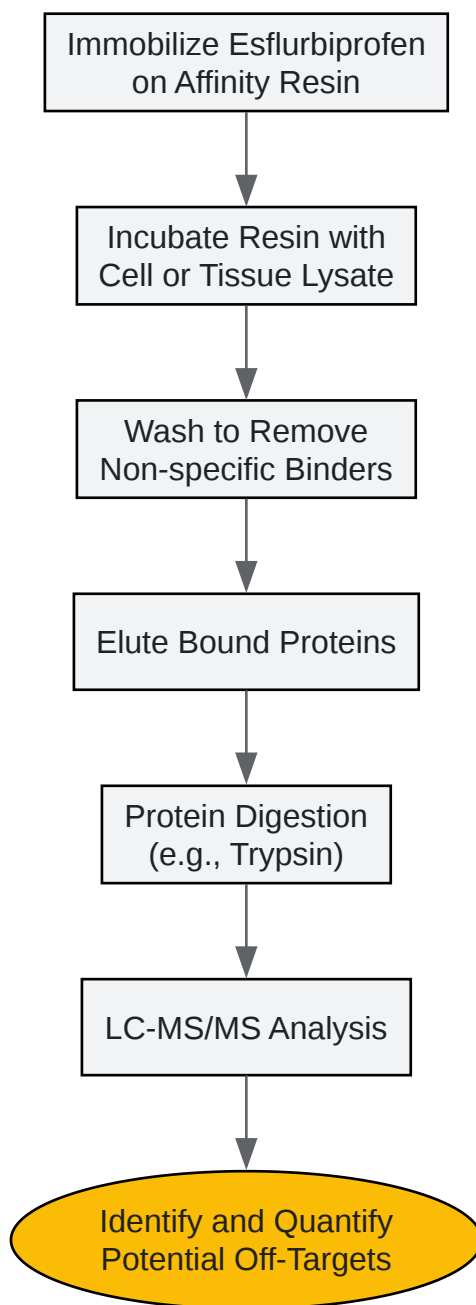 Immobilize Esflurbiprofen
on Affinity Resin
Incubate Resin with
Cell or Tissue Lysate
Wash to Remove
Non-specific Binders
Elute Bound Proteins
Protein Digestion
(e.g., Trypsin)
LC-MS/MS Analysis
Identify and Quantify
Potential Off-Targets